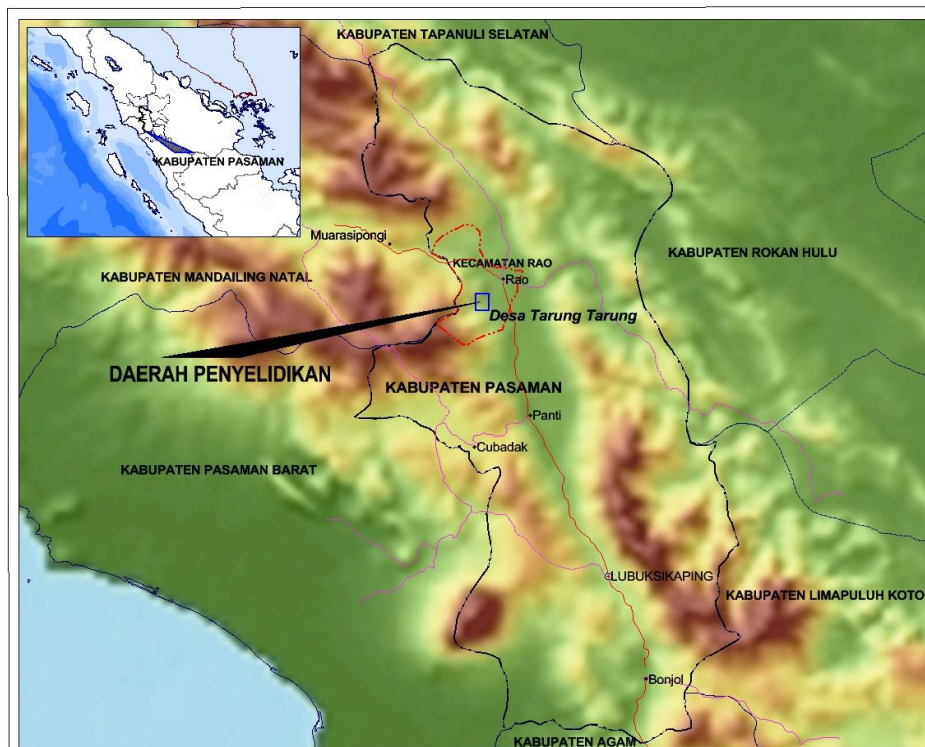 KABUPATEN TAPANULI SELATAN
KABUPATEN PASAMAN
Muarasipongi
KABUPATEN ROKAN HULU
KECAMATAN RAO
KABUPATEN MANDAILING NATAL
Rao
Desa Tarung Tarung
DAERAH PENYELIDIKAN
KABUPATEN PASAMAN
Panti
Cubadak
KABUPATEN PASAMAN BARAT
LUBUKSIKAPING
KABUPATEN LIMAPULUH KOTO
Bonjol
KABUPATEN AGAM